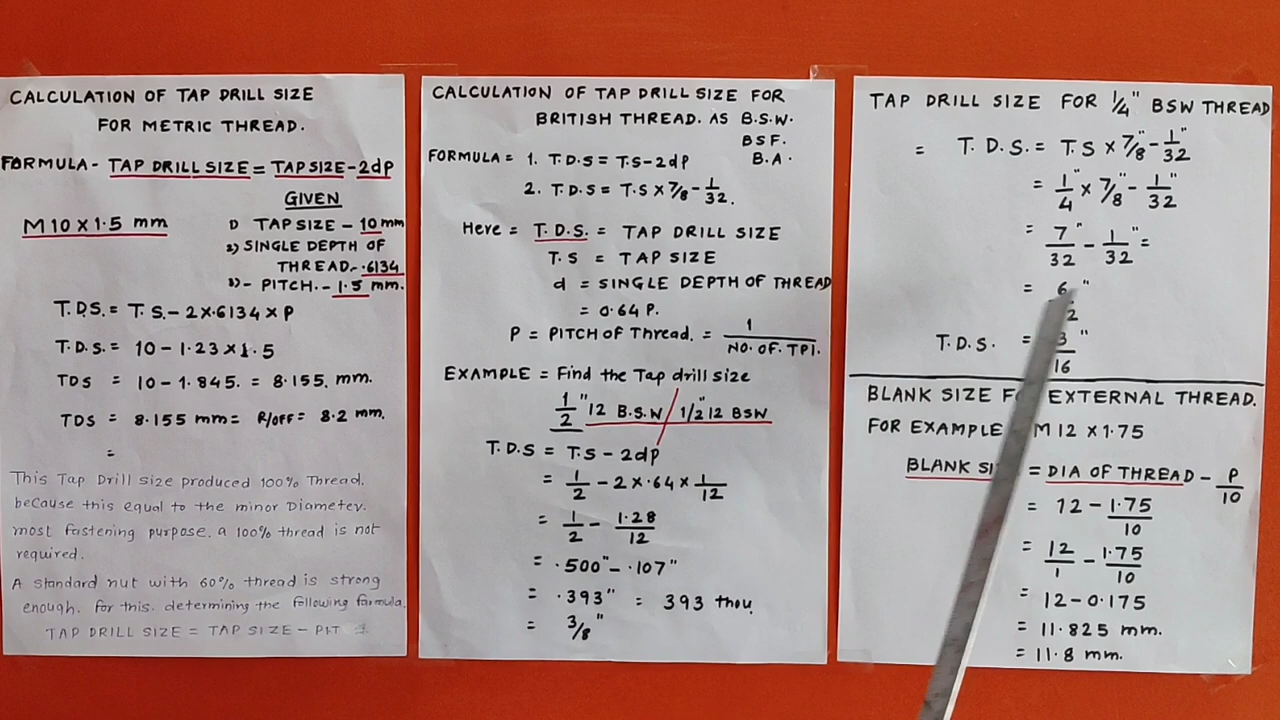 CALCULATION OF TAP DRILL SIZE
FOR METRIC THREAD.
FORMULA - TAP DRILL SIZE = TAP SIZE - 2dP
GIVEN
M10 x 1.5 mm
1) TAP SIZE - 10 mm
2) SINGLE DEPTH OF
THREAD - .6134
3) - PITCH. - 1.5 mm.
T.D.S. = T.S. - 2 x .6134 x P
T.D.S. = 10 - 1.23 x 1.5
TDS = 10 - 1.845. = 8.155. mm.
TDS = 8.155 mm = R/OFF = 8.2 mm.
=
This Tap Drill size produced 100% Thread.
because this equal to the minor Diameter.
most fastening purpose. a 100% thread is not
required.
A standard nut with 60% thread is strong
enough. for this. determining the following formula.
TAP DRILL SIZE = TAP SIZE - PIT
CALCULATION OF TAP DRILL SIZE FOR
BRITISH THREAD. AS B.S.W.
BSF.
B.A.
FORMULA = 1. T.D.S = T.S - 2dP
2. T.D.S = T.S x 7/8 - 1/32.
Here = T.D.S. = TAP DRILL SIZE
T.S = TAP SIZE
d = SINGLE DEPTH OF THREAD
= 0.64 P.
P = PITCH OF Thread. = 1/NO. OF. TPI.
EXAMPLE = Find the Tap drill size
1/2" 12 B.S.W / 1/2" 12 BSW
T.D.S = T.S - 2dP
= 1/2 - 2 x .64 x 1/12
= 1/2 - 1.28/12
= .500" - .107"
= .393" = 393 thou.
= 3/8"
TAP DRILL SIZE FOR 1/4" BSW THREAD
= T.D.S. = T.S x 7/8" - 1/32"
= 1/4" x 7/8" - 1/32"
= 7/32" - 1/32" =
= 6 "
T.D.S. = 3/16"
BLANK SIZE EXTERNAL THREAD.
FOR EXAMPLE M12 x 1.75
BLANK = DIA OF THREAD - P/10
= 12 - 1.75/10
= 12/1 - 1.75/10
= 12 - 0.175
= 11.825 mm.
= 11.8 mm.